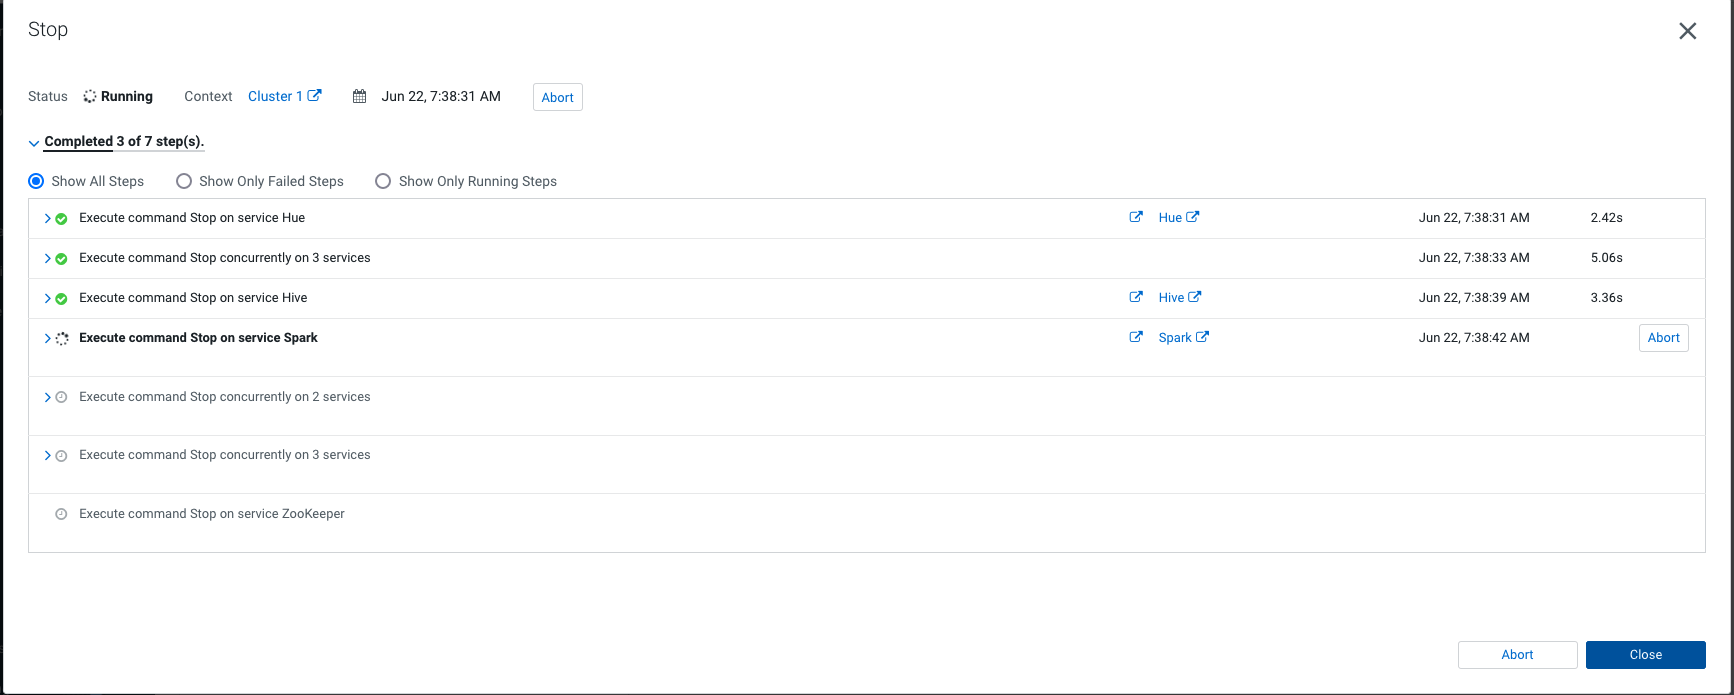 Stop
Status Running Context Cluster 1 Jun 22, 7:38:31 AM Abort
Completed 3 of 7 step(s).
Show All Steps Show Only Failed Steps Show Only Running Steps
Execute command Stop on service Hue Hue Jun 22, 7:38:31 AM 2.42s
Execute command Stop concurrently on 3 services Jun 22, 7:38:33 AM 5.06s
Execute command Stop on service Hive Hive Jun 22, 7:38:39 AM 3.36s
Execute command Stop on service Spark Spark Jun 22, 7:38:42 AM Abort
Execute command Stop concurrently on 2 services
Execute command Stop concurrently on 3 services
Execute command Stop on service ZooKeeper
Abort Close